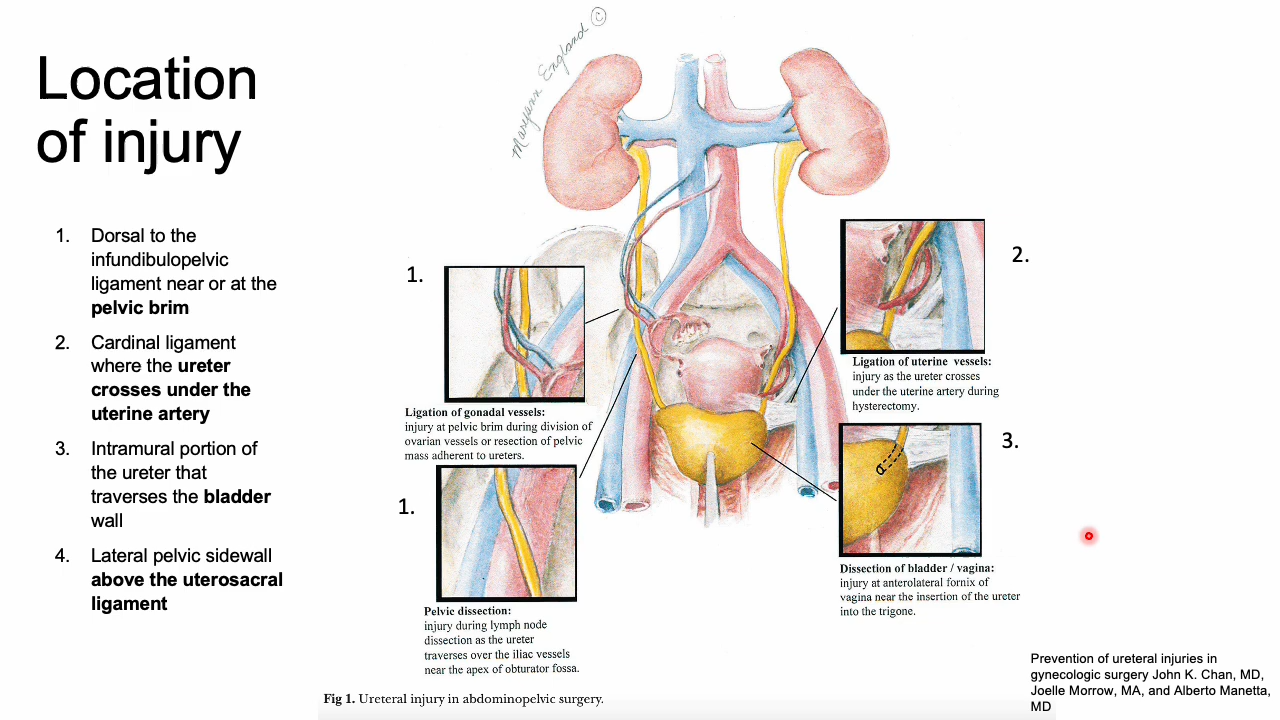 Location
of injury
1. Dorsal to the
infundibulopelvic
ligament near or at the
pelvic brim
2. Cardinal ligament
where the ureter
crosses under the
uterine artery
3. Intramural portion of
the ureter that
traverses the bladder
wall
4. Lateral pelvic sidewall
above the uterosacral
ligament
Maryann England ©
1.
Ligation of gonadal vessels:
injury at pelvic brim during division of
ovarian vessels or resection of pelvic
mass adherent to ureters.
1.
Pelvic dissection:
injury during lymph node
dissection as the ureter
traverses over the iliac vessels
near the apex of obturator fossa.
2.
Ligation of uterine vessels:
injury as the ureter crosses
under the uterine artery during
hysterectomy.
3.
Dissection of bladder / vagina:
injury at anterolateral fornix of
vagina near the insertion of the ureter
into the trigone.
Fig 1. Ureteral injury in abdominopelvic surgery.
Prevention of ureteral injuries in
gynecologic surgery John K. Chan, MD,
Joelle Morrow, MA, and Alberto Manetta,
MD